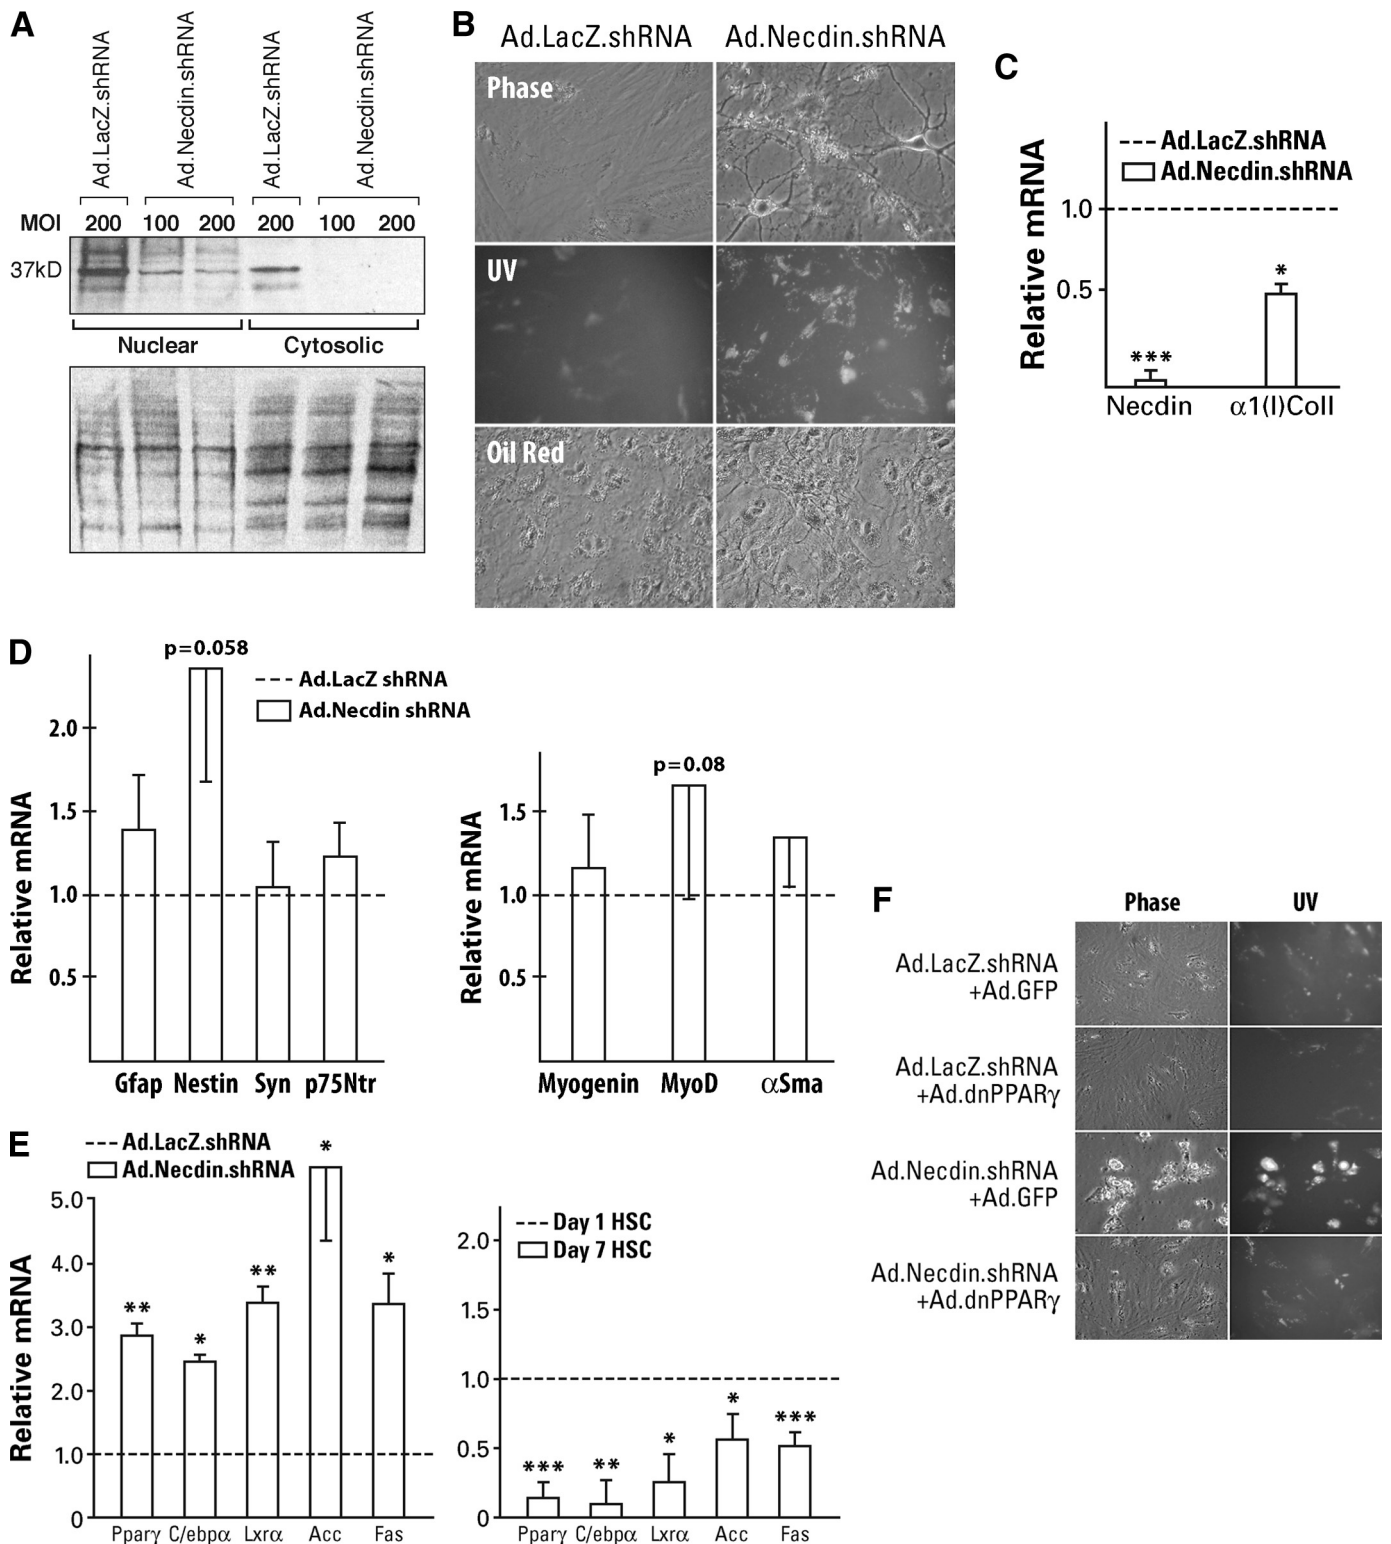 A
Ad.LacZ.shRNA
Ad.Necdin.shRNA
Ad.LacZ.shRNA
Ad.Necdin.shRNA
MOI 200 100 200 200 100 200
37kD
Nuclear Cytosolic
B
Ad.LacZ.shRNA Ad.Necdin.shRNA
Phase
UV
Oil Red
C
Relative mRNA
Ad.LacZ.shRNA
Ad.Necdin.shRNA
1.0
0.5
***
*
Necdin α1(I)Coll
D
Relative mRNA
p=0.058
Ad.LacZ shRNA
Ad.Necdin shRNA
2.0
1.5
1.0
0.5
Gfap Nestin Syn p75Ntr
Relative mRNA
p=0.08
1.5
1.0
0.5
Myogenin MyoD αSma
E
Ad.LacZ.shRNA
Ad.Necdin.shRNA
Relative mRNA
5.0
4.0
3.0
2.0
1.0
0
** * ** * *
Pparγ C/ebpα Lxrα Acc Fas
Day 1 HSC
Day 7 HSC
2.0
1.5
1.0
0.5
0
*** ** * * ***
Pparγ C/ebpα Lxrα Acc Fas
F
Phase UV
Ad.LacZ.shRNA
+Ad.GFP
Ad.LacZ.shRNA
+Ad.dnPPARγ
Ad.Necdin.shRNA
+Ad.GFP
Ad.Necdin.shRNA
+Ad.dnPPARγ